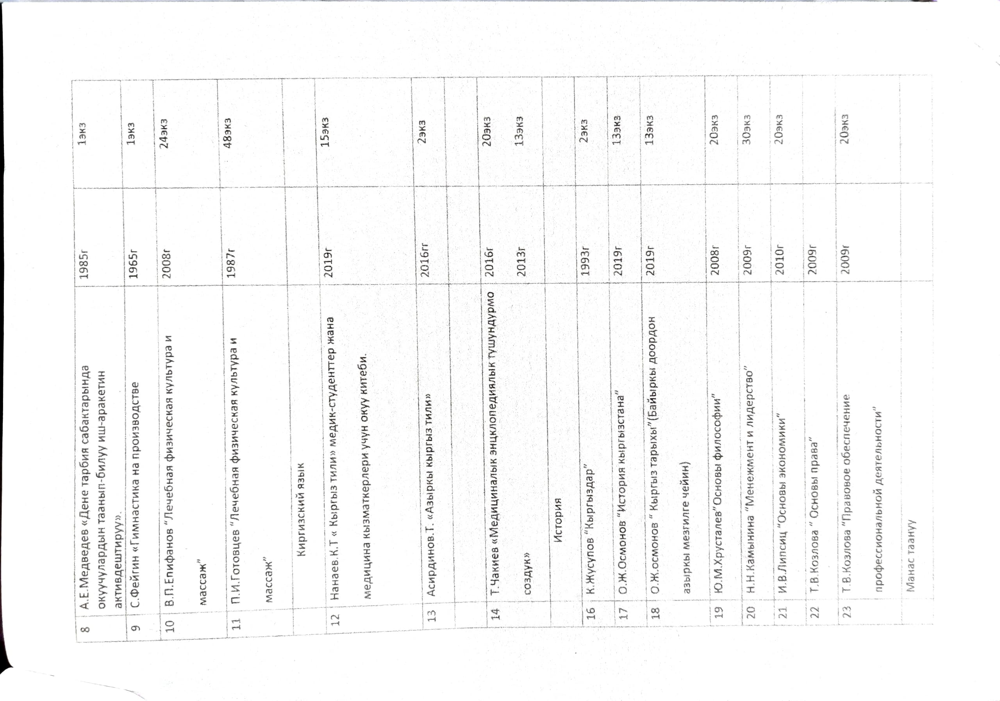 8 А.Е.Медведев «Дене тарбия сабактарында 1985г 1экз
окуучулардын таанып-билуу иш-аракетин
активдештируу».
9 С.Фейгин «Гимнастика на производстве 1965г 1экз
10 В.П.Епифанов “Лечебная физическая культура и 2008г 24экз
массаж”
11 П.И.Готовцев “Лечебная физическая культура и 1987г 48экз
массаж”
Киргизский язык
12 Нанаев.К.Т « Кыргыз тили» медик-студенттер жана 2019г 15экз
медицина кызматкерлери учун окуу китеби.
13 Асирдинов.Т. «Азыркы кыргыз тили» 2016гг 2экз
14 Т.Чакиев «Медициналык энциклопедиялык тушундурмо 2016г 20экз
создук» 2013г 13экз
История
16 К.Жусупов “Кыргыздар” 1993г 2экз
17 О.Ж.Осмонов “История кыргызстана” 2019г 13экз
18 О.Ж.осмонов “ Кыргыз тарыхы”(Байыркы доордон 2019г 13экз
азыркы мезгилге чейин)
19 Ю.М.Хрусталев”Основы философии” 2008г 20экз
20 Н.Н.Камынина “Менежмент и лидерство” 2009г 30экз
21 И.В.Липсиц “Основы экономики” 2010г 20экз
22 Т.В.Козлова “ Основы права” 2009г
23 Т.В.Козлова “Правовое обеспечение 2009г 20экз
профессиональной деятельности”
Манас таануу